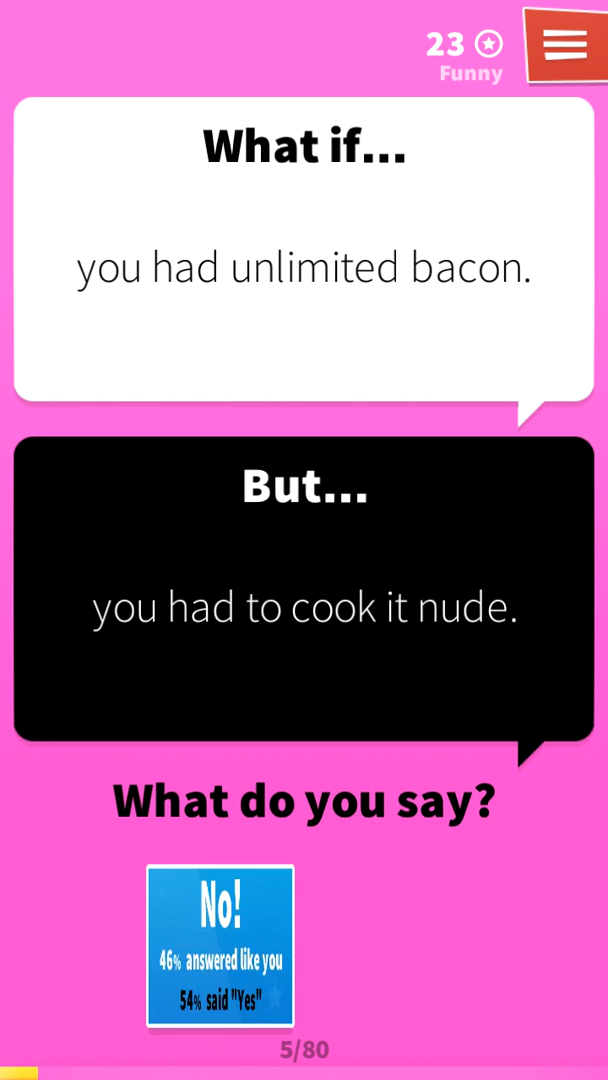 23
Funny
What if...
you had unlimited bacon.
But...
you had to cook it nude.
What do you say?
No!
46% answered like you
54% said "Yes"
5/80